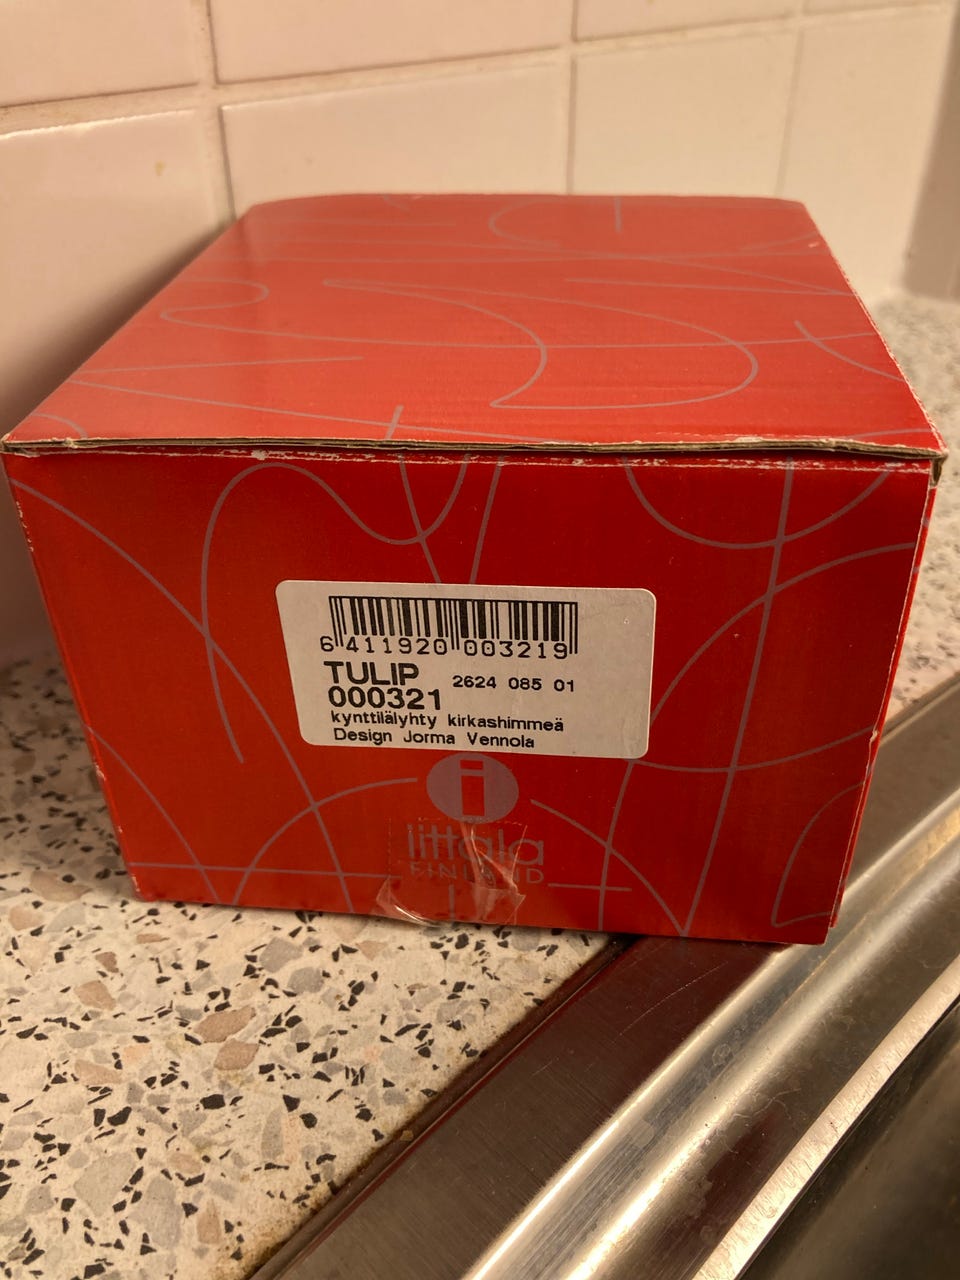 6 411920 003219
TULIP
000321 2624 085 01
kynttilälyhty kirkashimmeä
Design Jorma Vennola
i
iittala
FINLAND